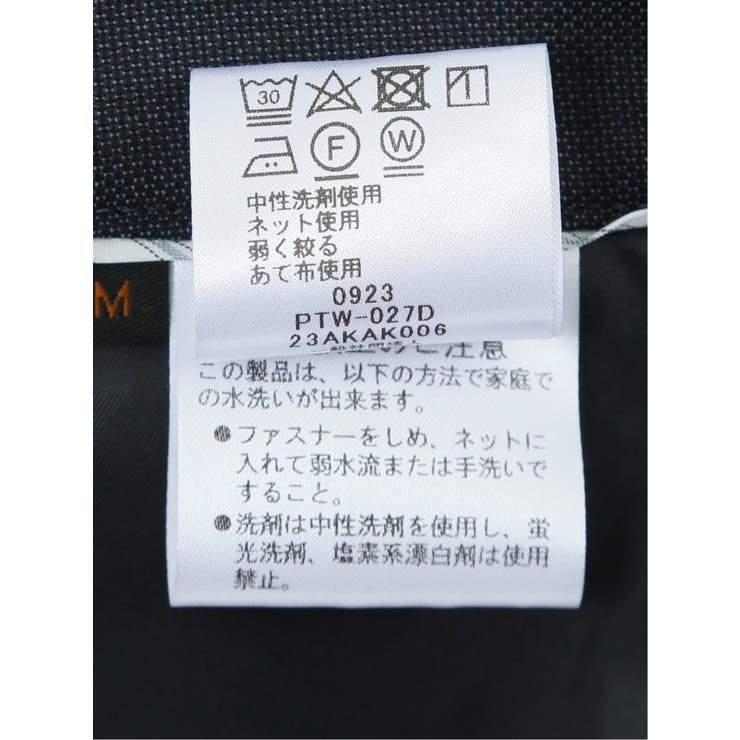 30
F W
中性洗剤使用
ネット使用
弱く絞る
あて布使用
0923
PTW-027D
23AKAK006
M
この製品は、以下の方法で家庭で
の水洗いが出来ます。
●ファスナーをしめ、ネットに
入れて弱水流または手洗いで
すること。
●洗剤は中性洗剤を使用し、蛍
光洗剤、塩素系漂白剤は使用
禁止。